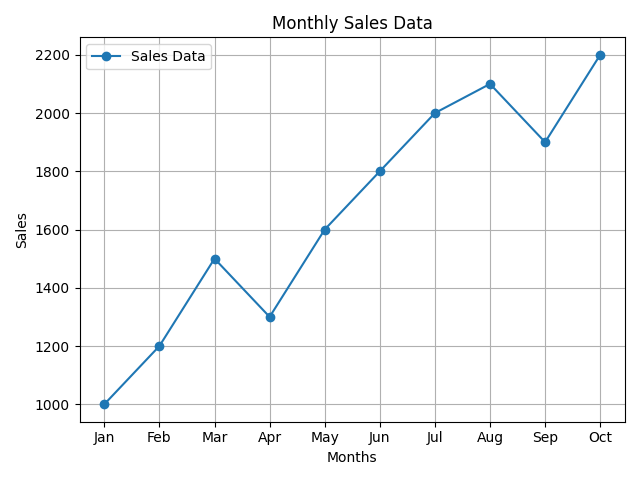 Monthly Sales Data
Sales Data
2200
2000
1800
1600
1400
1200
1000
Sales
Jan Feb Mar Apr May Jun Jul Aug Sep Oct
Months